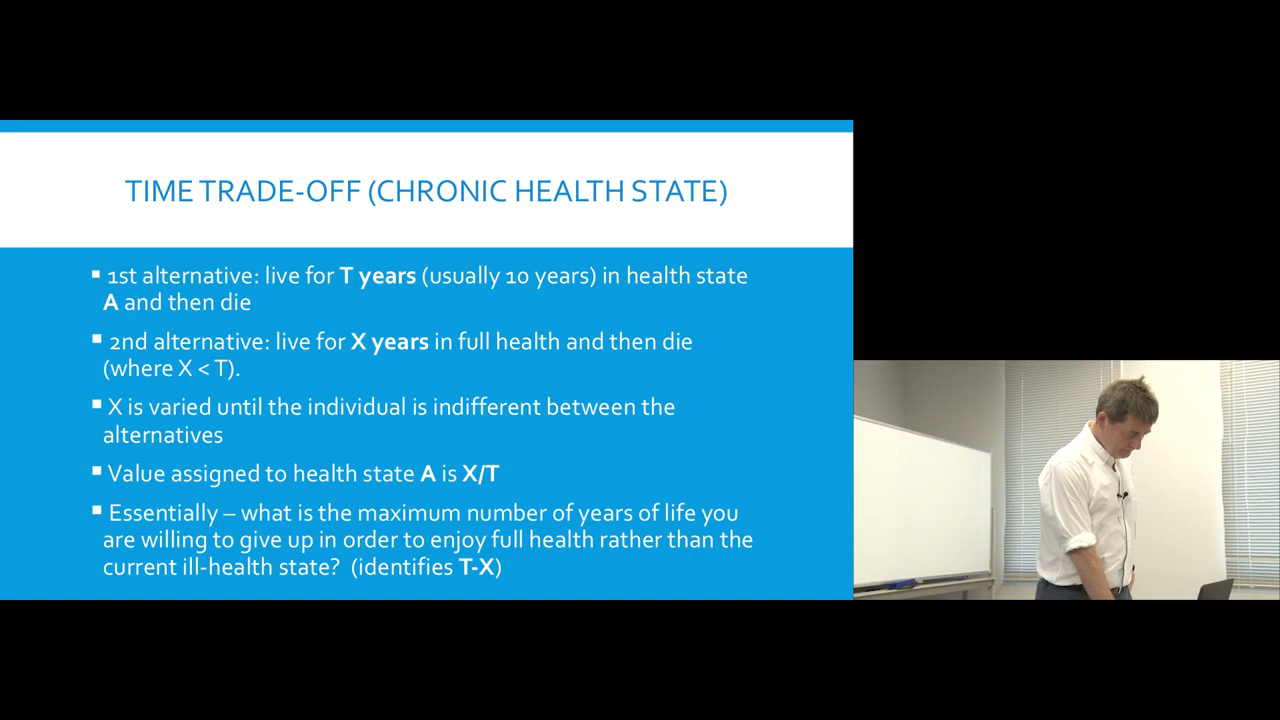 TIME TRADE-OFF (CHRONIC HEALTH STATE)
▪ 1st alternative: live for T years (usually 10 years) in health state
A and then die
▪ 2nd alternative: live for X years in full health and then die
(where X < T).
▪ X is varied until the individual is indifferent between the
alternatives
▪ Value assigned to health state A is X/T
▪ Essentially – what is the maximum number of years of life you
are willing to give up in order to enjoy full health rather than the
current ill-health state? (identifies T-X)